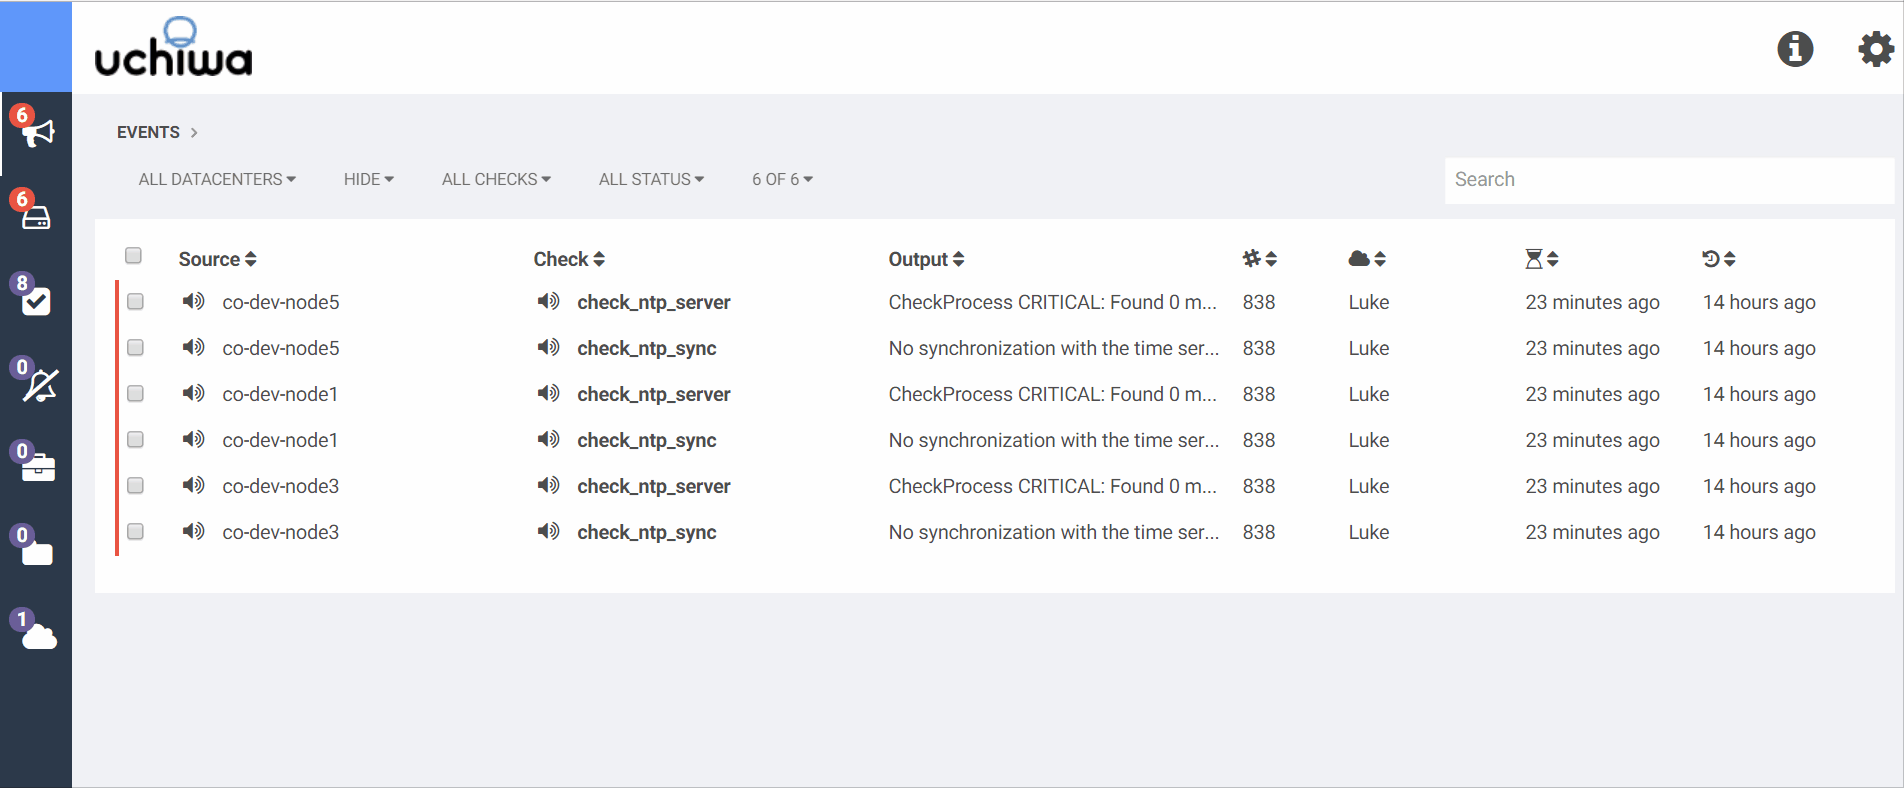 uchiwa
6
EVENTS
ALL DATACENTERS HIDE ALL CHECKS ALL STATUS 6 OF 6 Search
6
Source Check Output
8
co-dev-node5 check_ntp_server CheckProcess CRITICAL: Found 0 m... 838 Luke 23 minutes ago 14 hours ago
co-dev-node5 check_ntp_sync No synchronization with the time ser... 838 Luke 23 minutes ago 14 hours ago
0
co-dev-node1 check_ntp_server CheckProcess CRITICAL: Found 0 m... 838 Luke 23 minutes ago 14 hours ago
co-dev-node1 check_ntp_sync No synchronization with the time ser... 838 Luke 23 minutes ago 14 hours ago
0
co-dev-node3 check_ntp_server CheckProcess CRITICAL: Found 0 m... 838 Luke 23 minutes ago 14 hours ago
co-dev-node3 check_ntp_sync No synchronization with the time ser... 838 Luke 23 minutes ago 14 hours ago
0
1